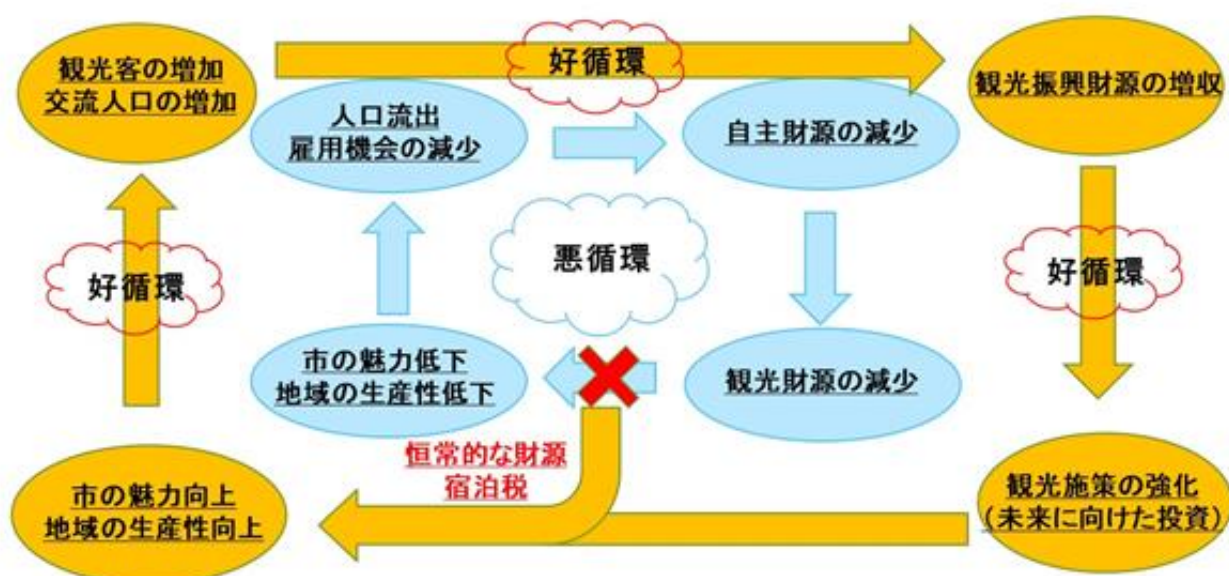 観光客の増加
交流人口の増加
好循環
観光振興財源の増収
人口流出
雇用機会の減少
自主財源の減少
好循環
悪循環
好循環
市の魅力低下
地域の生産性低下
観光財源の減少
恒常的な財源
宿泊税
市の魅力向上
地域の生産性向上
観光施策の強化
(未来に向けた投資)